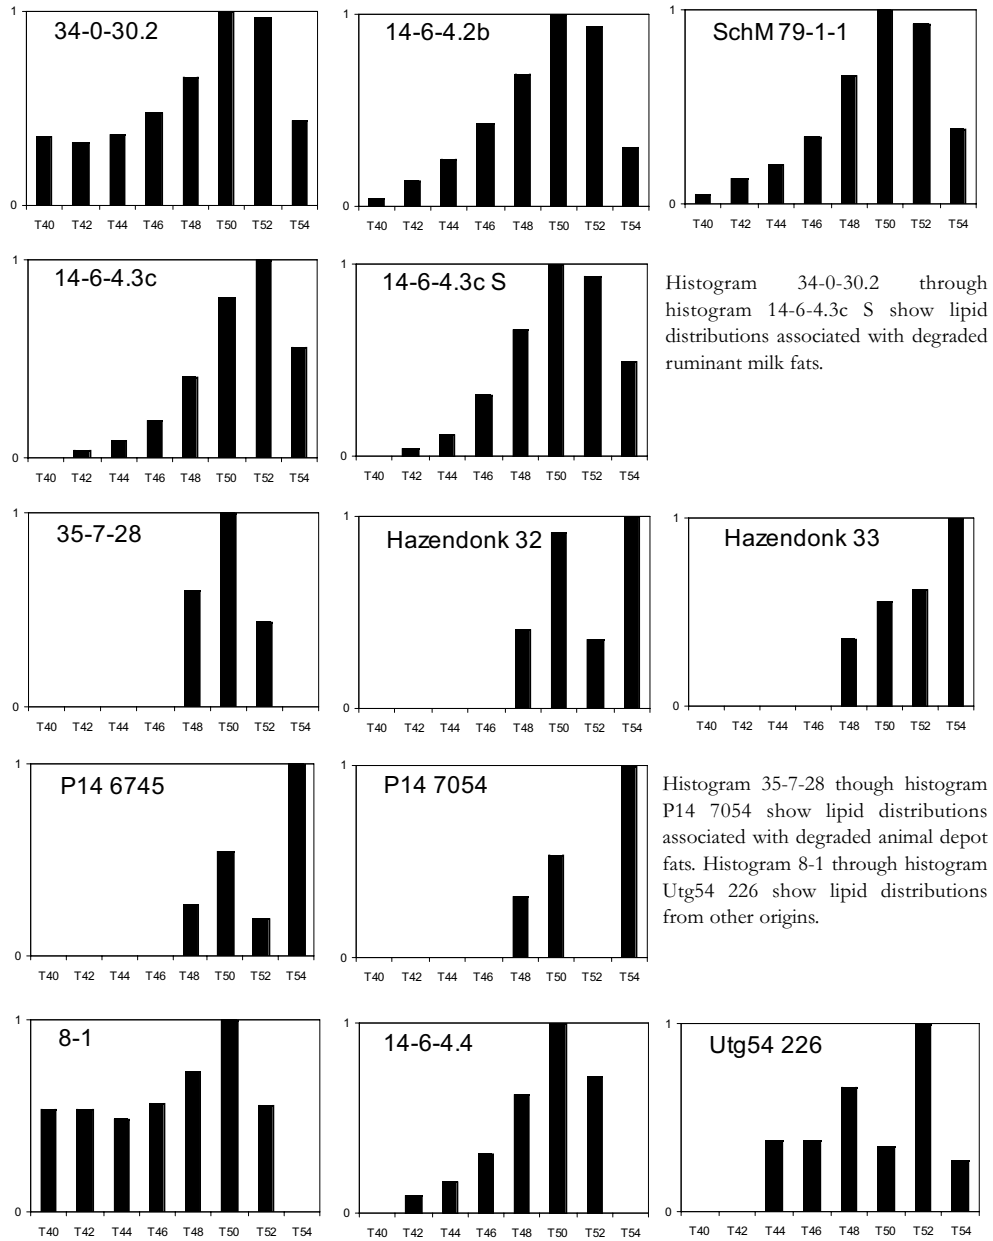 1
34-0-30.2
0
T40 T42 T44 T46 T48 T50 T52 T54
1
14-6-4.2b
0
T40 T42 T44 T46 T48 T50 T52 T54
1
SchM 79-1-1
0
T40 T42 T44 T46 T48 T50 T52 T54
1
14-6-4.3c
0
T40 T42 T44 T46 T48 T50 T52 T54
1
14-6-4.3c S
0
T40 T42 T44 T46 T48 T50 T52 T54
Histogram 34-0-30.2 through
histogram 14-6-4.3c S show lipid
distributions associated with degraded
ruminant milk fats.
1
35-7-28
0
T40 T42 T44 T46 T48 T50 T52 T54
1
Hazendonk 32
0
T40 T42 T44 T46 T48 T50 T52 T54
1
Hazendonk 33
0
T40 T42 T44 T46 T48 T50 T52 T54
1
P14 6745
0
T40 T42 T44 T46 T48 T50 T52 T54
1
P14 7054
0
T40 T42 T44 T46 T48 T50 T52 T54
Histogram 35-7-28 though histogram
P14 7054 show lipid distributions
associated with degraded animal depot
fats. Histogram 8-1 through histogram
Utg54 226 show lipid distributions
from other origins.
1
8-1
0
T40 T42 T44 T46 T48 T50 T52 T54
1
14-6-4.4
0
T40 T42 T44 T46 T48 T50 T52 T54
1
Utg54 226
0
T40 T42 T44 T46 T48 T50 T52 T54